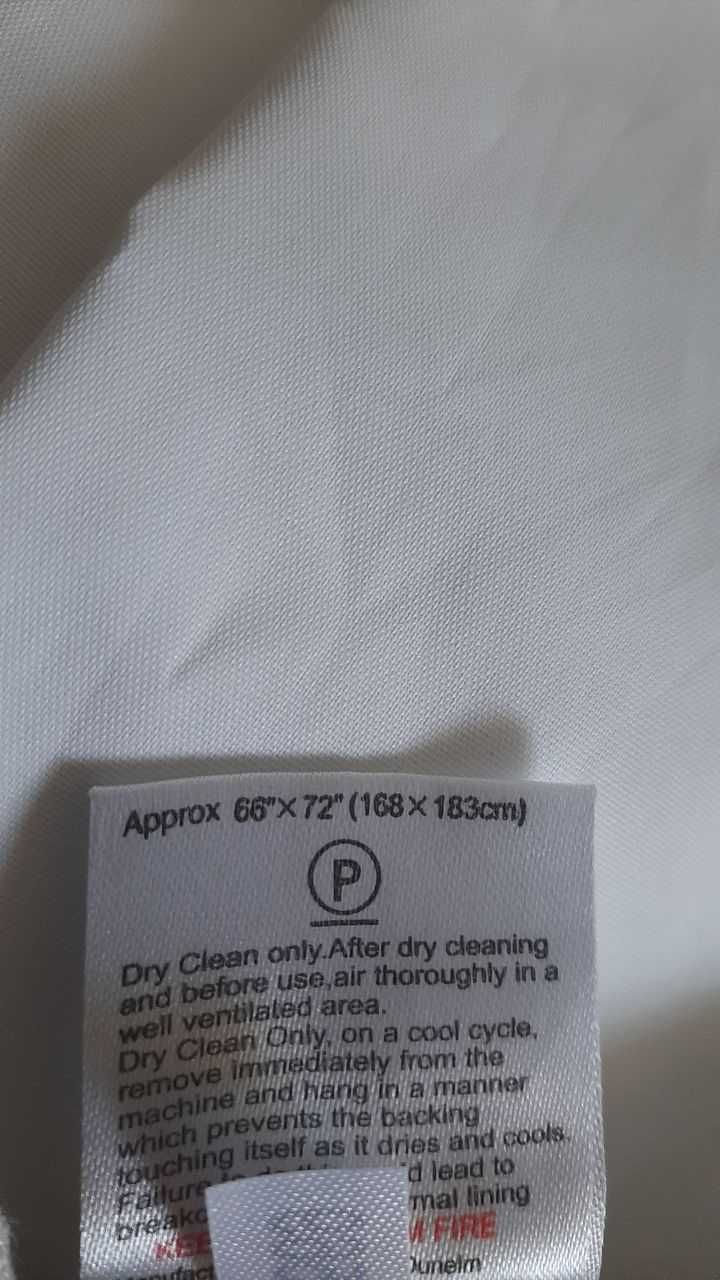 Approx 66"×72" (168×183cm)
P
Dry Clean only.After dry cleaning
and before use,air thoroughly in a
well ventilated area.
Dry Clean Only, on a cool cycle,
remove immediately from the
machine and hang in a manner
which prevents the backing
touching itself as it dries and cools.
Failure lead to
lining
FIRE
Dunelm